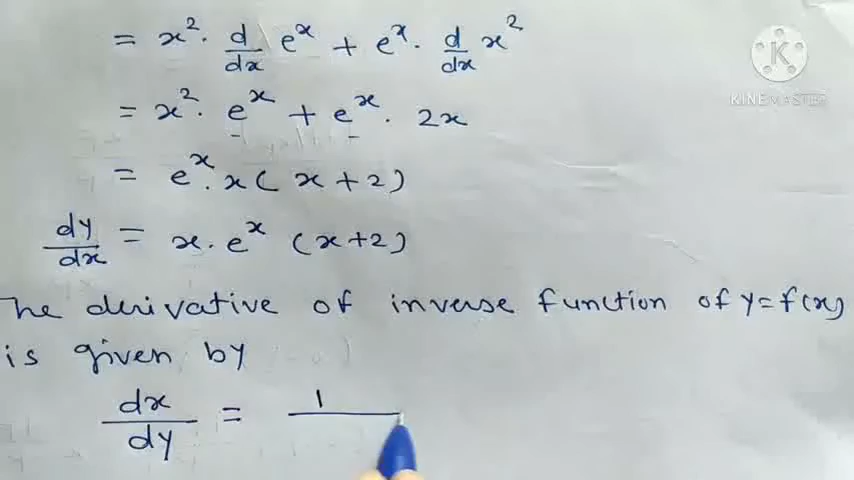 = x² · d/dx eˣ + eˣ · d/dx x²
K
KINEMASTER
= x² · eˣ + eˣ · 2x
= eˣ · x ( x + 2 )
dy/dx = x · eˣ ( x + 2 )
The derivative of inverse function of y = f(x)
is given by
dx/dy = 1/